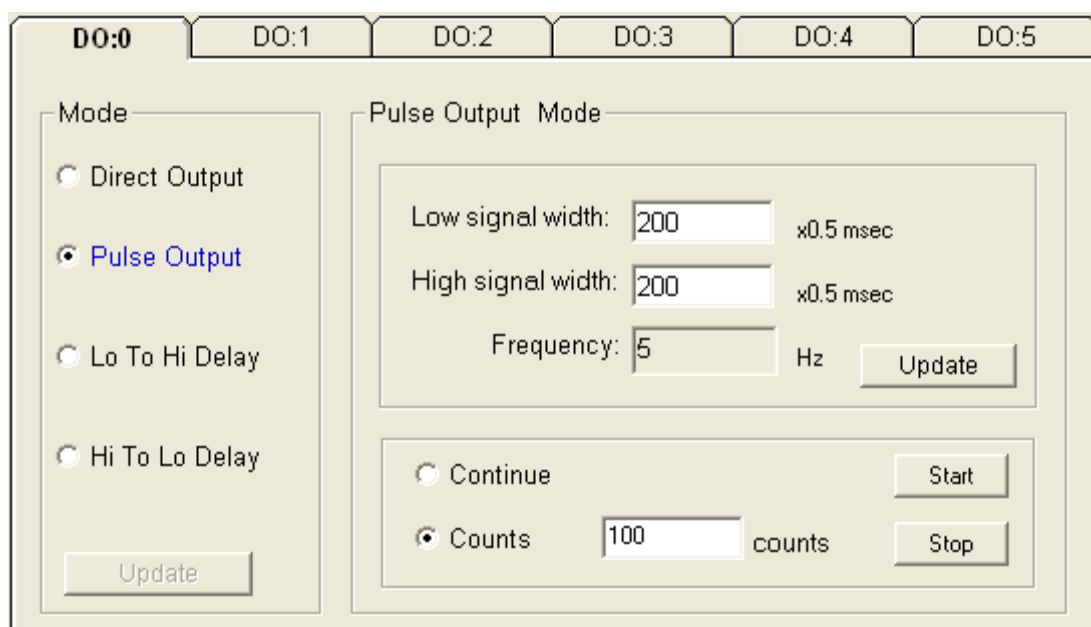 DO:0 DO:1 DO:2 DO:3 DO:4 DO:5
Mode
Direct Output
Pulse Output
Lo To Hi Delay
Hi To Lo Delay
Update
Pulse Output Mode
Low signal width: 200 x0.5 msec
High signal width: 200 x0.5 msec
Frequency: 5 Hz Update
Continue Start
Counts 100 counts Stop